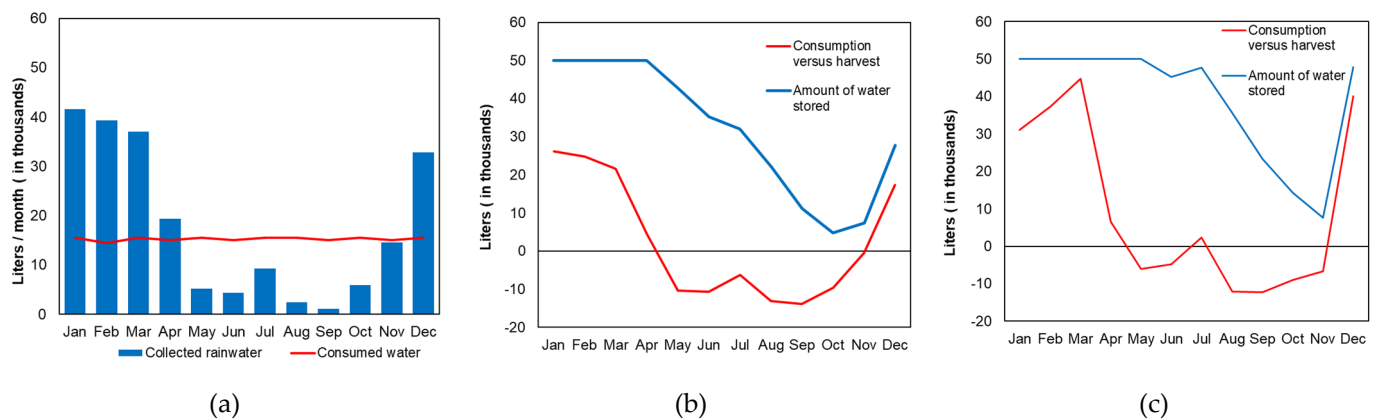 60
50
40
30
20
10
0
Liters / month ( in thousands)
Jan Feb Mar Apr May Jun Jul Aug Sep Oct Nov Dec
Collected rainwater Consumed water
(a)
60
50
40
30
20
10
0
-10
-20
Liters ( in thousands)
Consumption
versus harvest
Amount of water
stored
Jan Feb Mar Apr May Jun Jul Aug Sep Oct Nov Dec
(b)
60
50
40
30
20
10
0
-10
-20
Liters ( in thousands)
Consumption
versus harvest
Amount of water
stored
Jan Feb Mar Apr May Jun Jul Aug Sep Oct Nov Dec
(c)